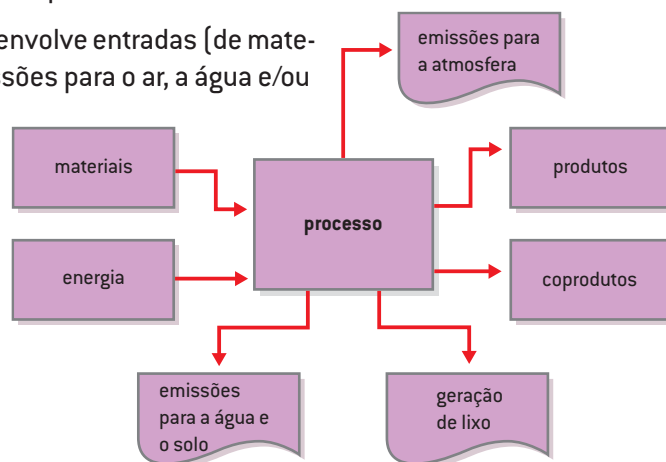 envolve entradas (de mate-
ssões para o ar, a água e/ou
emissões para
a atmosfera
materiais
processo
produtos
energia
coprodutos
emissões
para a água e
o solo
geração
de lixo